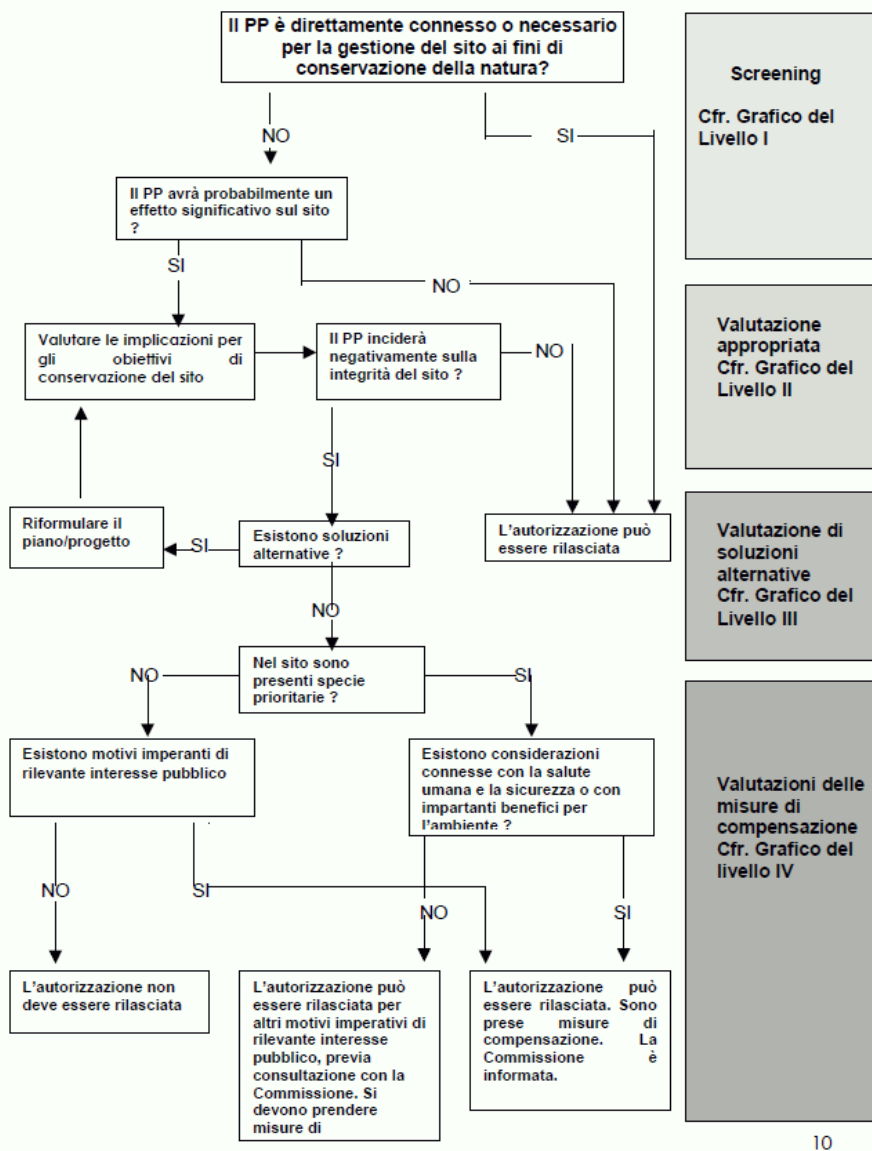 Il PP è direttamente connesso o necessario
per la gestione del sito ai fini di
conservazione della natura?
NO
SI
Il PP avrà probabilmente un
effetto significativo sul sito
?
SI
NO
Valutare le implicazioni per
gli obiettivi di
conservazione del sito
Il PP inciderà
negativamente sulla
integrità del sito ?
NO
SI
Riformulare il
piano/progetto
SI
Esistono soluzioni
alternative ?
L'autorizzazione può
essere rilasciata
NO
Nel sito sono
presenti specie
prioritarie ?
NO
SI
Esistono motivi imperanti di
rilevante interesse pubblico
Esistono considerazioni
connesse con la salute
umana e la sicurezza o con
impartanti benefici per
l'ambiente ?
NO
SI
NO
SI
L'autorizzazione non
deve essere rilasciata
L'autorizzazione può
essere rilasciata per
altri motivi imperativi di
rilevante interesse
pubblico, previa
consultazione con la
Commissione. Si
devono prendere
misure di
L'autorizzazione può
essere rilasciata. Sono
prese misure di
compensazione. La
Commissione è
informata.
Screening
Cfr. Grafico del
Livello I
Valutazione
appropriata
Cfr. Grafico del
Livello II
Valutazione di
soluzioni
alternative
Cfr. Grafico del
Livello III
Valutazioni delle
misure di
compensazione
Cfr. Grafico del
livello IV
10